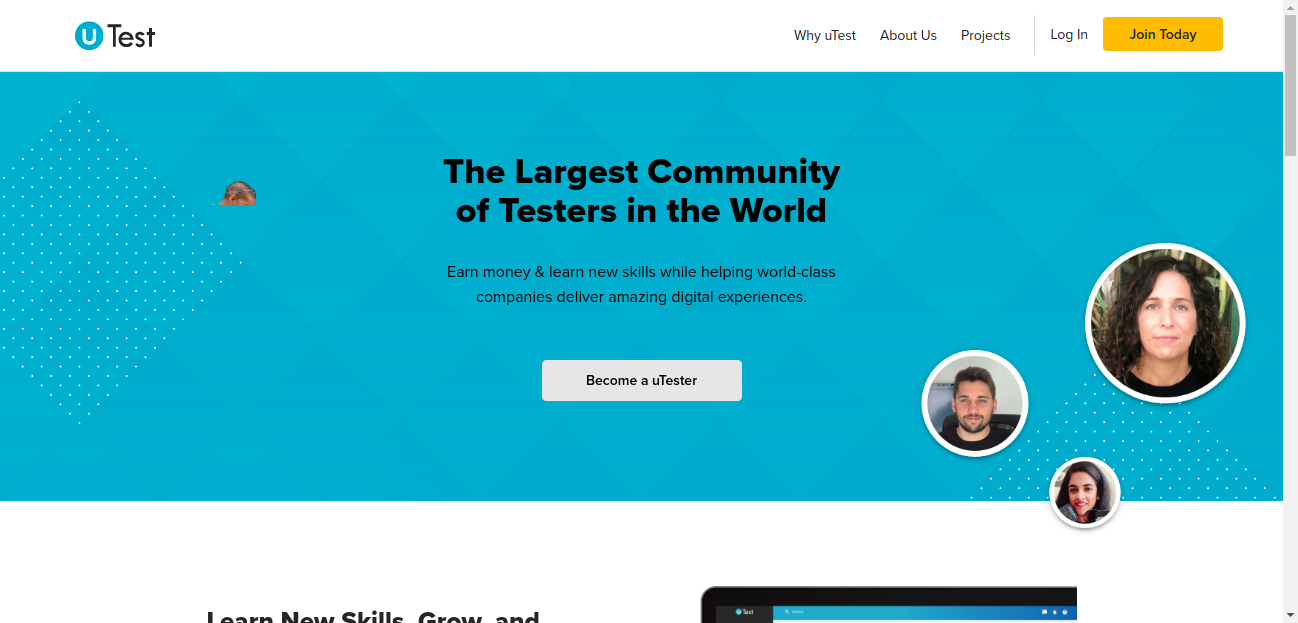 uTest
Why uTest
About Us
Projects
Log In
Join Today
The Largest Community
of Testers in the World
Earn money & learn new skills while helping world-class
companies deliver amazing digital experiences.
Become a uTester
Learn New Skills, Grow, and
uTest
Search